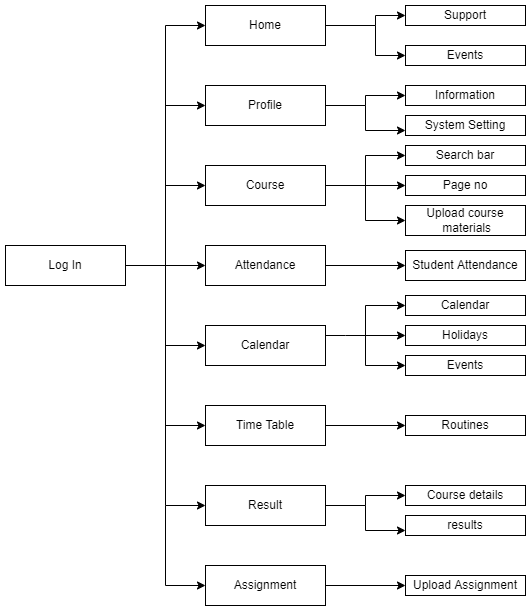 Log In
Home
Support
Events
Profile
Information
System Setting
Course
Search bar
Page no
Upload course
materials
Attendance
Student Attendance
Calendar
Calendar
Holidays
Events
Time Table
Routines
Result
Course details
results
Assignment
Upload Assignment